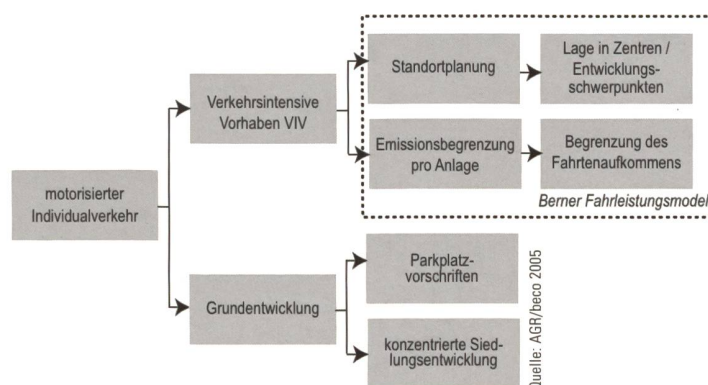 motorisierter
Individualverkehr
Verkehrsintensive
Vorhaben VIV
Grundentwicklung
Standortplanung
Lage in Zentren /
Entwicklungs-
schwerpunkten
Emissionsbegrenzung
pro Anlage
Begrenzung des
Fahrtenaufkommens
Berner Fahrleistungsmodel
Parkplatz-
vorschriften
konzentrierte Sied-
lungsentwicklung
Quelle: AGR/beco 2005